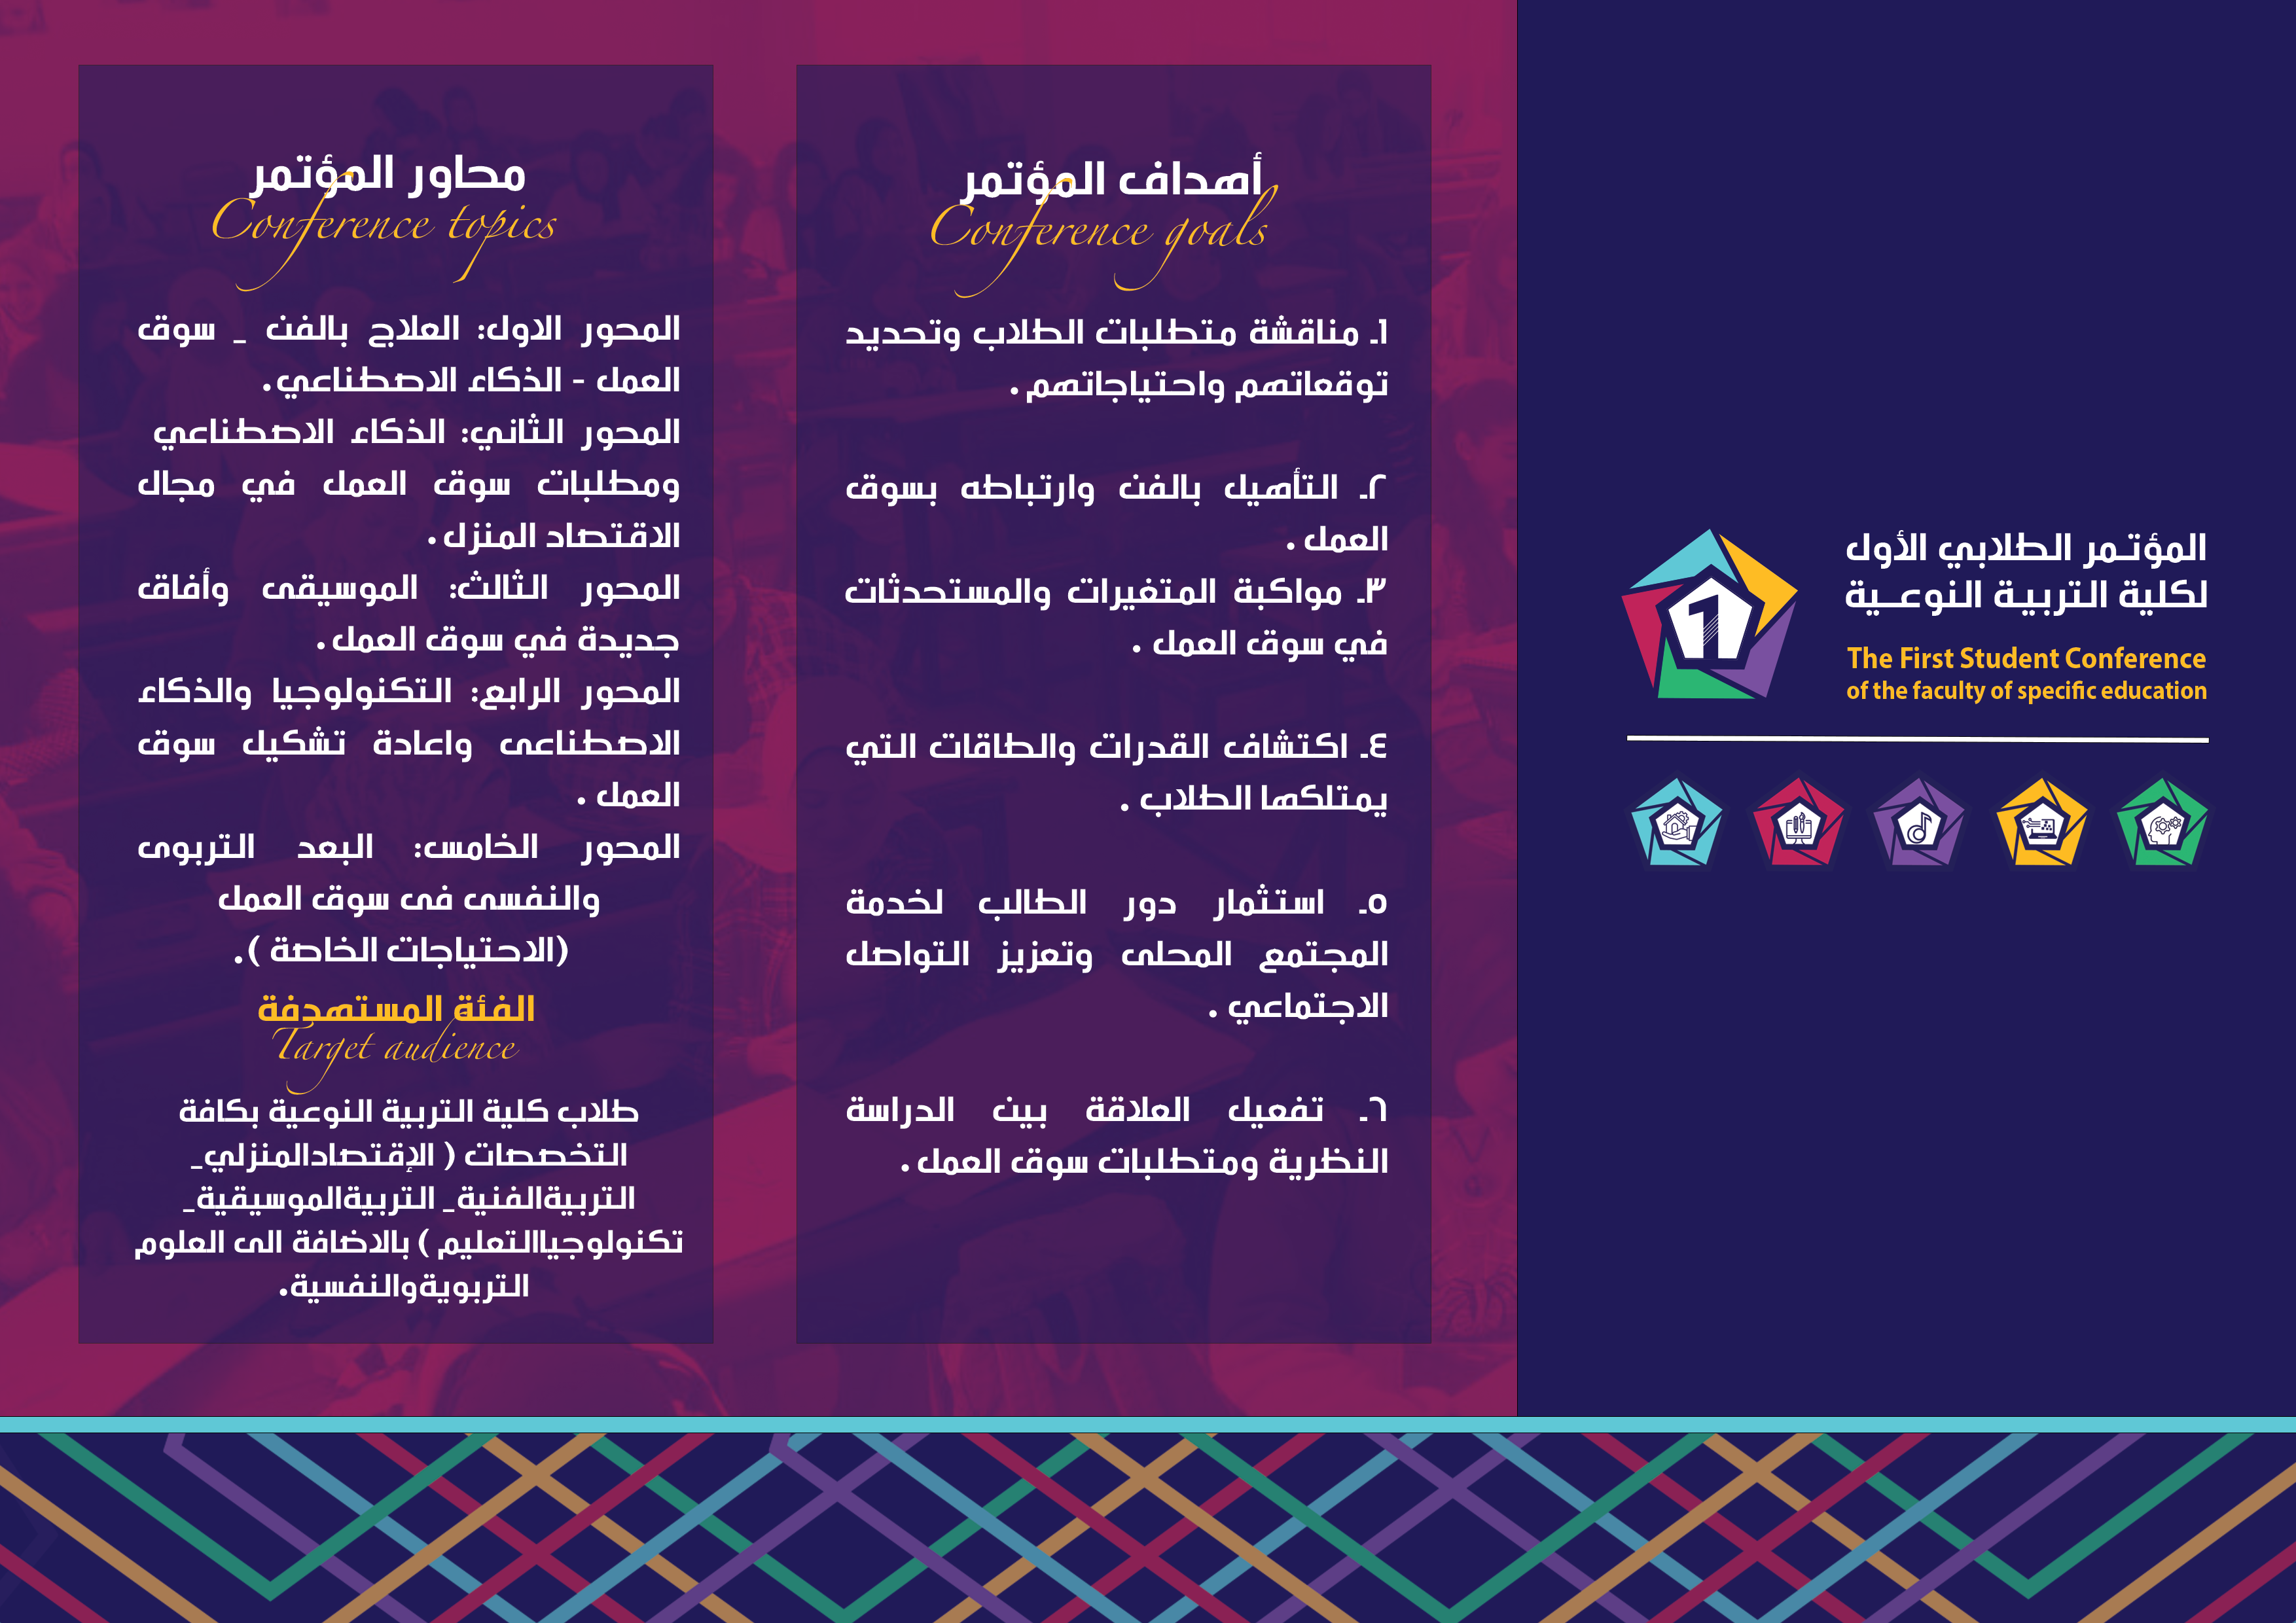 المؤتمر الطلابي الأول
لكلية التربية النوعية
The First Student Conference
of the faculty of specific education
1
أهداف المؤتمر
Conference goals
١ـ مناقشة متطلبات الطلاب وتحديد
توقعاتهم واحتياجاتهم .
٢ـ التأهيل بالفن وارتباطه بسوق
العمل .
٣ـ مواكبة المتغيرات والمستحدثات
في سوق العمل .
٤ـ اكتشاف القدرات والطاقات التي
يمتلكها الطلاب .
٥ـ استثمار دور الطالب لخدمة
المجتمع المحلى وتعزيز التواصل
الاجتماعي .
٦ـ تفعيل العلاقة بين الدراسة
النظرية ومتطلبات سوق العمل .
محاور المؤتمر
Conference topics
المحور الاول: العلاج بالفن _ سوق
العمل - الذكاء الاصطناعي .
المحور الثاني: الذكاء الاصطناعي
ومطلبات سوق العمل في مجال
الاقتصاد المنزل .
المحور الثالث: الموسيقى وأفاق
جديدة في سوق العمل .
المحور الرابع: التكنولوجيا والذكاء
الاصطناعى واعادة تشكيل سوق
العمل .
المحور الخامس: البعد التربوى
والنفسى فى سوق العمل
(الاحتياجات الخاصة ).
الفئة المستهدفة
Target audience
طلاب كلية التربية النوعية بكافة
التخصصات ( الإقتصادالمنزلي_
التربيةالفنية_ التربيةالموسيقية_
تكنولوجياالتعليم ) بالاضافة الى العلوم
التربويةوالنفسية.